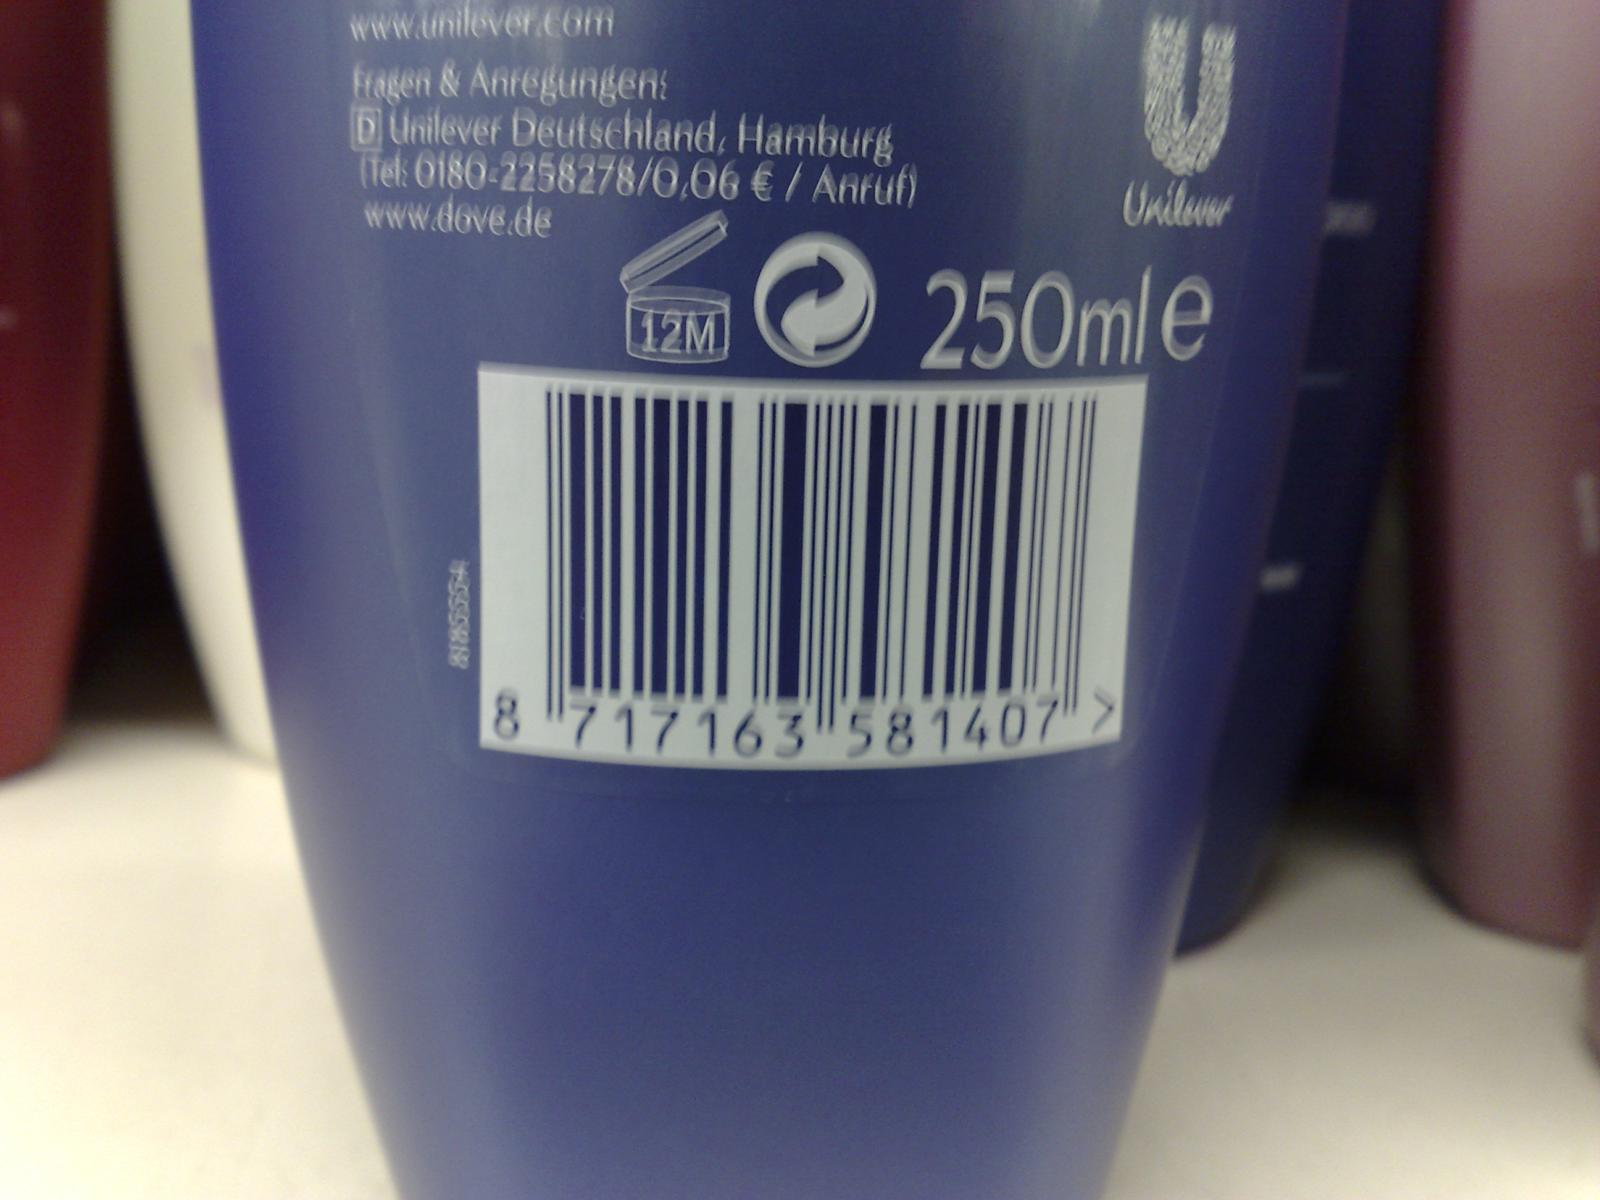 www.unilever.com
Fragen & Anregungen:
D Unilever Deutschland, Hamburg
(Tel: 0180-2258278/0,06 € / Anruf)
www.dove.de
Unilever
12M
250ml e
8 717163 581407 >